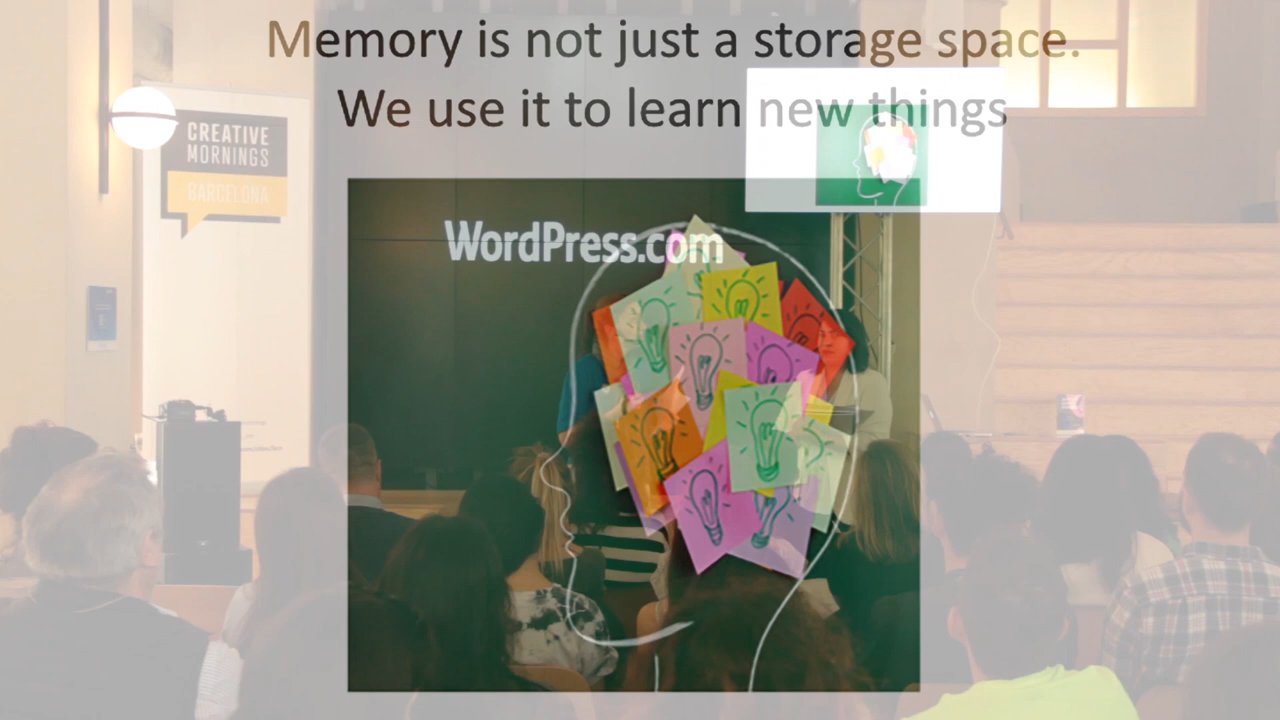 Memory is not just a storage space.
We use it to learn new things
CREATIVE
MORNINGS
BARCELONA
WordPress.com